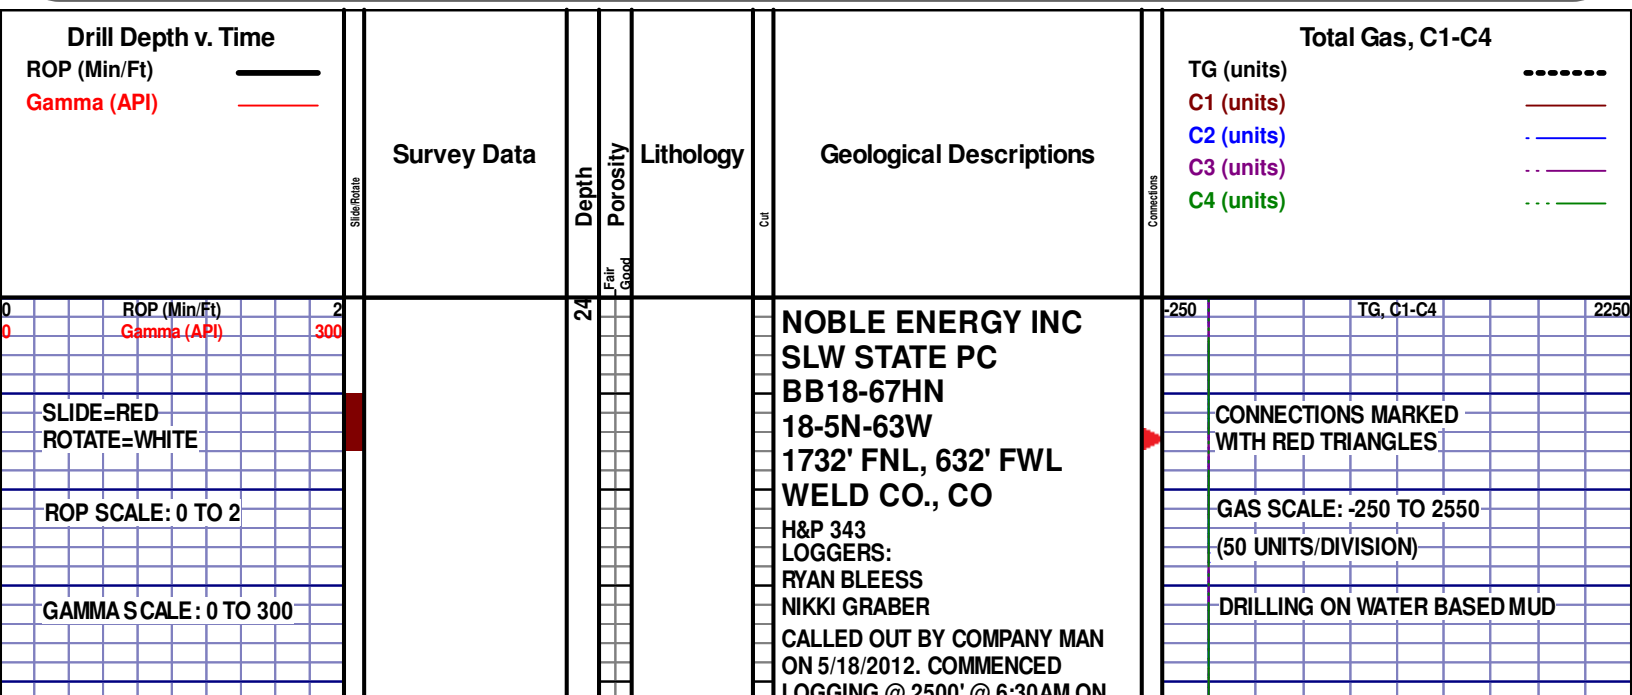 Drill Depth v. Time
ROP (Min/Ft)
Gamma (API)
Slide/Rotate
Survey Data
Depth
Porosity
Fair
Good
Lithology
Cut
Geological Descriptions
Connections
Total Gas, C1-C4
TG (units)
C1 (units)
C2 (units)
C3 (units)
C4 (units)
0 ROP (Min/Ft) 2
0 Gamma (API) 300
SLIDE=RED
ROTATE=WHITE
ROP SCALE: 0 TO 2
GAMMA SCALE: 0 TO 300
24
NOBLE ENERGY INC
SLW STATE PC
BB18-67HN
18-5N-63W
1732' FNL, 632' FWL
WELD CO., CO
H&P 343
LOGGERS:
RYAN BLEESS
NIKKI GRABER
CALLED OUT BY COMPANY MAN
ON 5/18/2012. COMMENCED
LOGGING @ 2500' @ 6:30AM ON
-250 TG, C1-C4 2250
CONNECTIONS MARKED
WITH RED TRIANGLES
GAS SCALE: -250 TO 2550
(50 UNITS/DIVISION)
DRILLING ON WATER BASED MUD